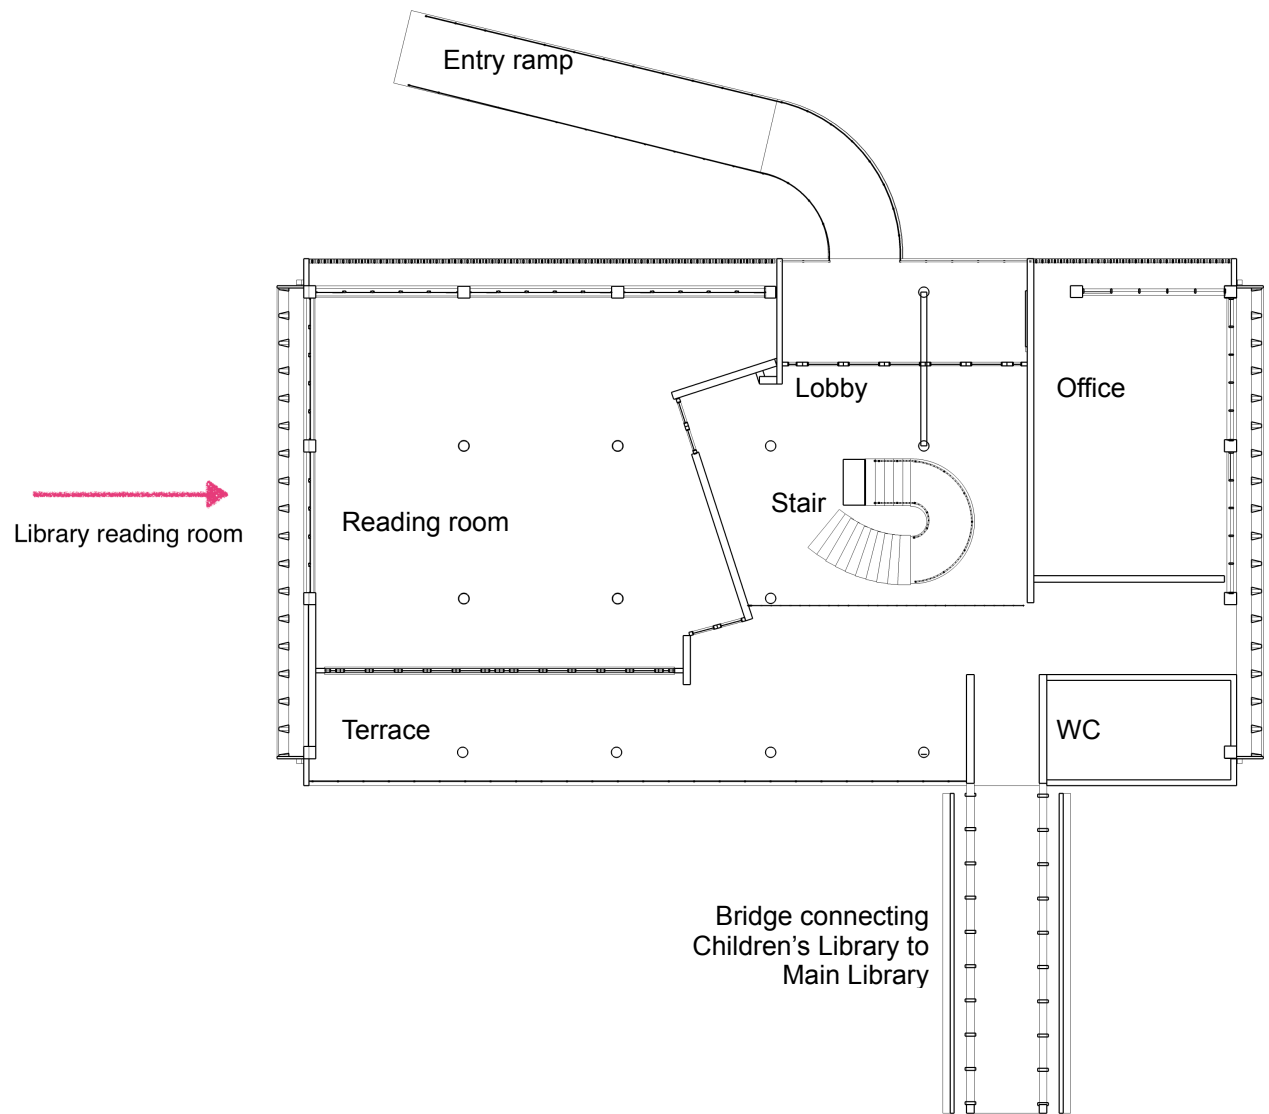 Entry ramp
Lobby
Office
Stair
Reading room
Library reading room
Terrace
WC
Bridge connecting
Children’s Library to
Main Library